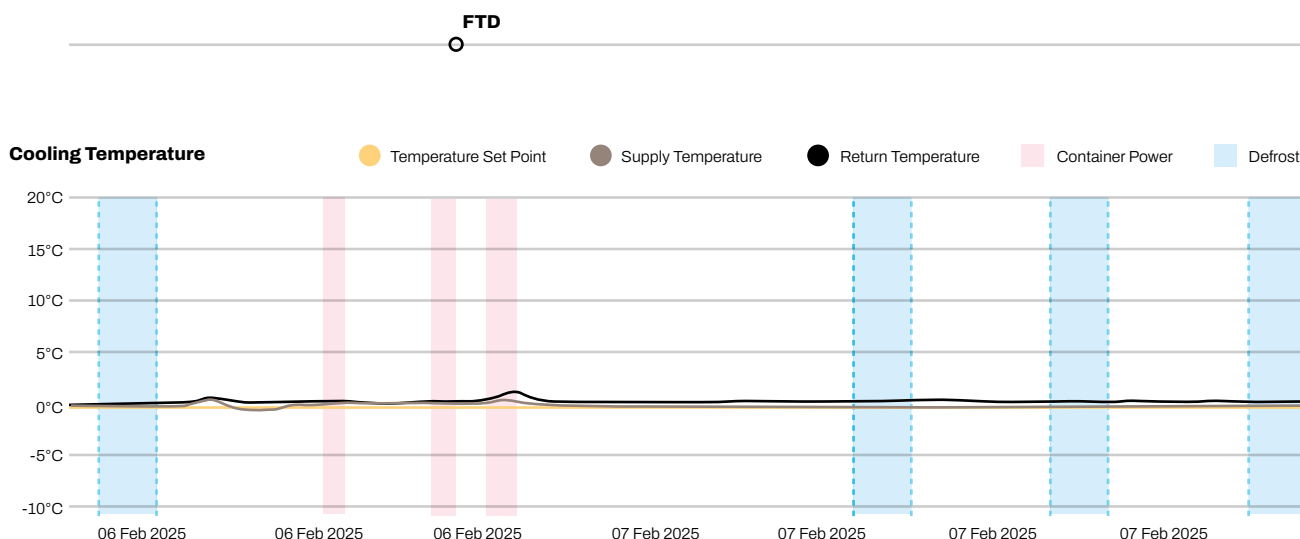 FTD
Cooling Temperature
Temperature Set Point
Supply Temperature
Return Temperature
Container Power
Defrost
20°C
15°C
10°C
5°C
0°C
-5°C
-10°C
06 Feb 2025
06 Feb 2025
06 Feb 2025
07 Feb 2025
07 Feb 2025
07 Feb 2025
07 Feb 2025